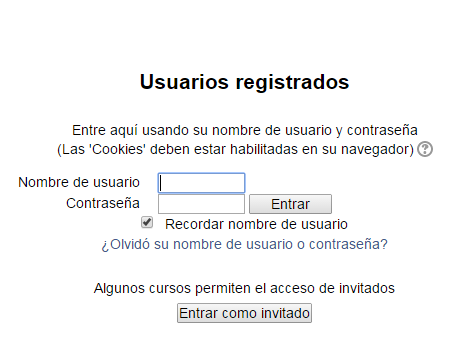 Usuarios registrados
Entre aquí usando su nombre de usuario y contraseña
(Las 'Cookies' deben estar habilitadas en su navegador) ?
Nombre de usuario
Contraseña Entrar
Recordar nombre de usuario
¿Olvidó su nombre de usuario o contraseña?
Algunos cursos permiten el acceso de invitados
Entrar como invitado